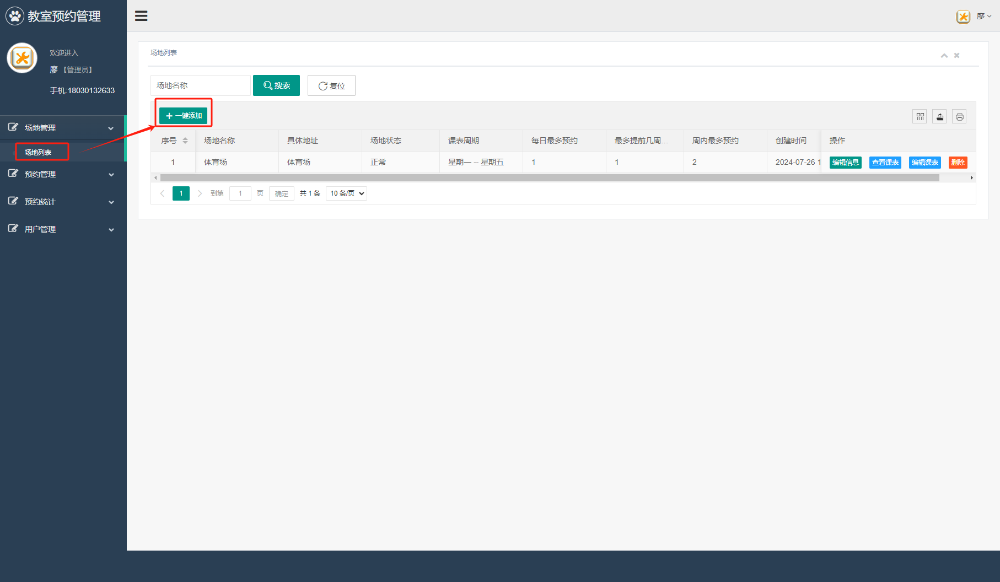 教室预约管理
廖
欢迎进入
廖 【管理员】
手机:18030132633
场地管理
场地列表
预约管理
预约统计
用户管理
场地列表
场地名称 搜索 复位
一键添加
序号 场地名称 具体地址 场地状态 课表周期 每日最多预约 最多提前几周... 周内最多预约 创建时间 操作
1 体育场 体育场 正常 星期一 -- 星期五 1 1 2 2024-07-26 1 编辑信息 查看课表 编辑课表 删除
1 到第 1 页 确定 共 1 条 10 条/页